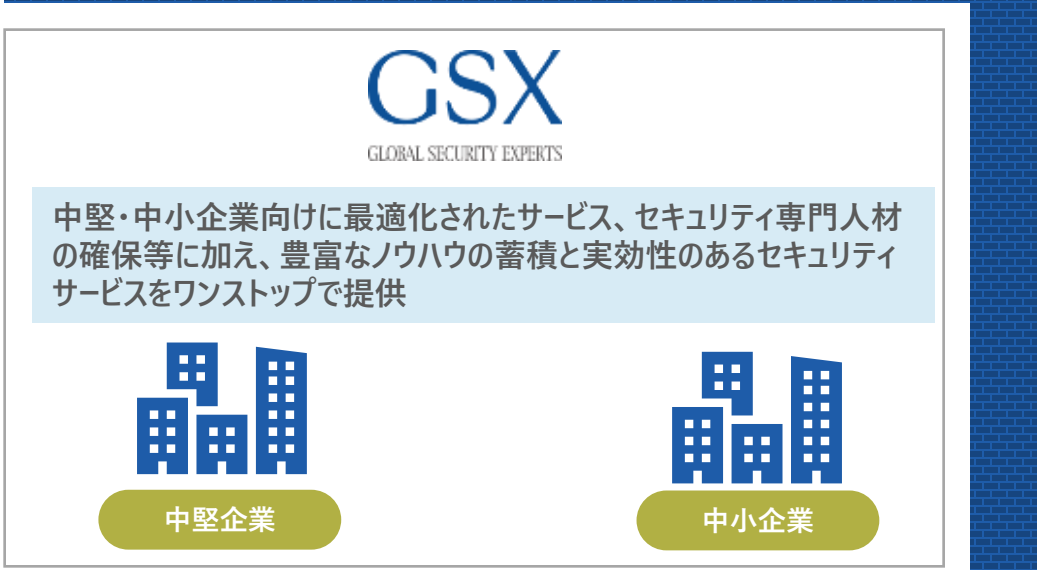 GSX
GLOBAL SECURITY EXPERTS
中堅・中小企業向けに最適化されたサービス、セキュリティ専門人材
の確保等に加え、豊富なノウハウの蓄積と実効性のあるセキュリティ
サービスをワンストップで提供
中堅企業
中小企業